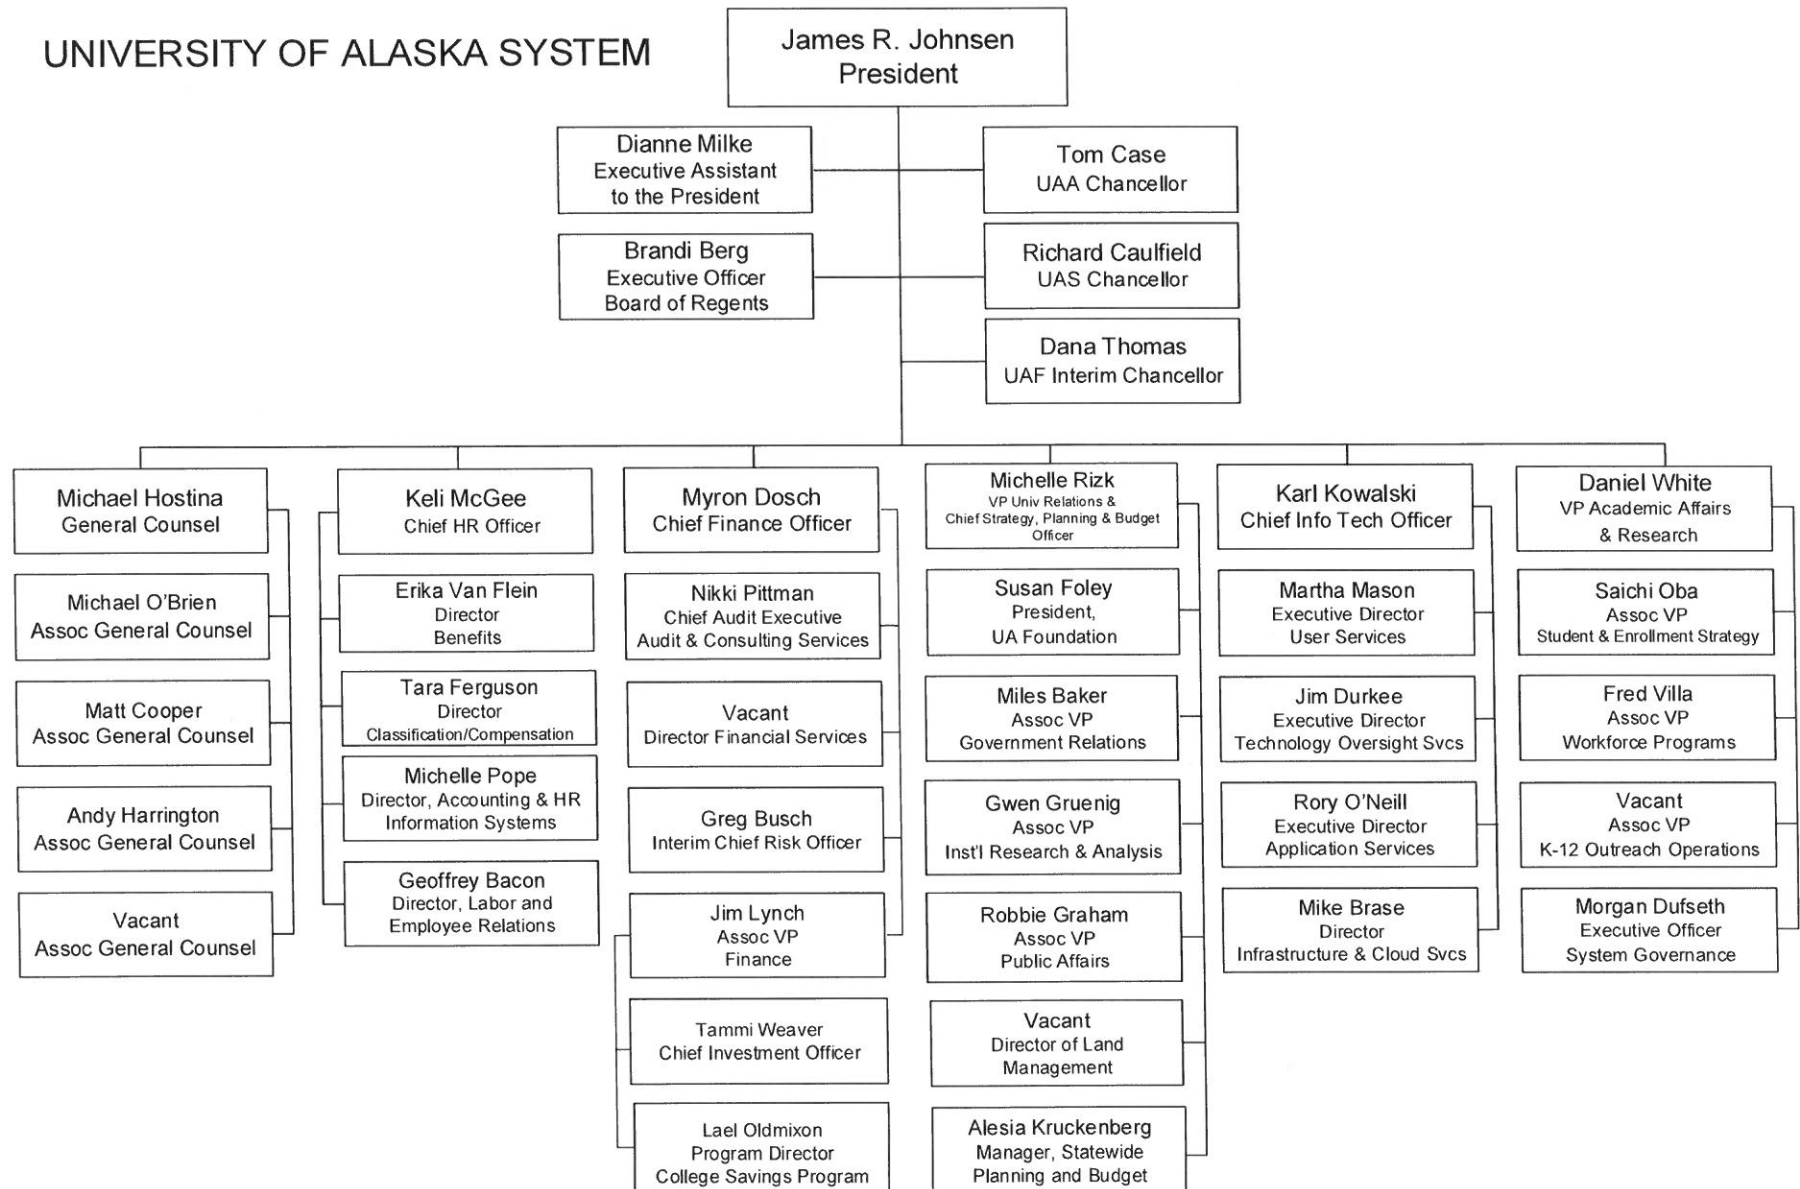 UNIVERSITY OF ALASKA SYSTEM
James R. Johnsen
President
Dianne Milke
Executive Assistant
to the President
Tom Case
UAA Chancellor
Brandi Berg
Executive Officer
Board of Regents
Richard Caulfield
UAS Chancellor
Dana Thomas
UAF Interim Chancellor
Michael Hostina
General Counsel
Michael O'Brien
Assoc General Counsel
Matt Cooper
Assoc General Counsel
Andy Harrington
Assoc General Counsel
Vacant
Assoc General Counsel
Keli McGee
Chief HR Officer
Erika Van Flein
Director
Benefits
Tara Ferguson
Director
Classification/Compensation
Michelle Pope
Director, Accounting & HR
Information Systems
Geoffrey Bacon
Director, Labor and
Employee Relations
Myron Dosch
Chief Finance Officer
Nikki Pittman
Chief Audit Executive
Audit & Consulting Services
Vacant
Director Financial Services
Greg Busch
Interim Chief Risk Officer
Jim Lynch
Assoc VP
Finance
Tammi Weaver
Chief Investment Officer
Lael Oldmixon
Program Director
College Savings Program
Michelle Rizk
VP Univ Relations &
Chief Strategy, Planning & Budget
Officer
Susan Foley
President,
UA Foundation
Miles Baker
Assoc VP
Government Relations
Gwen Gruenig
Assoc VP
Inst'l Research & Analysis
Robbie Graham
Assoc VP
Public Affairs
Vacant
Director of Land
Management
Alesia Kruckenberg
Manager, Statewide
Planning and Budget
Karl Kowalski
Chief Info Tech Officer
Martha Mason
Executive Director
User Services
Jim Durkee
Executive Director
Technology Oversight Svcs
Rory O'Neill
Executive Director
Application Services
Mike Brase
Director
Infrastructure & Cloud Svcs
Daniel White
VP Academic Affairs
& Research
Saichi Oba
Assoc VP
Student & Enrollment Strategy
Fred Villa
Assoc VP
Workforce Programs
Vacant
Assoc VP
K-12 Outreach Operations
Morgan Dufseth
Executive Officer
System Governance